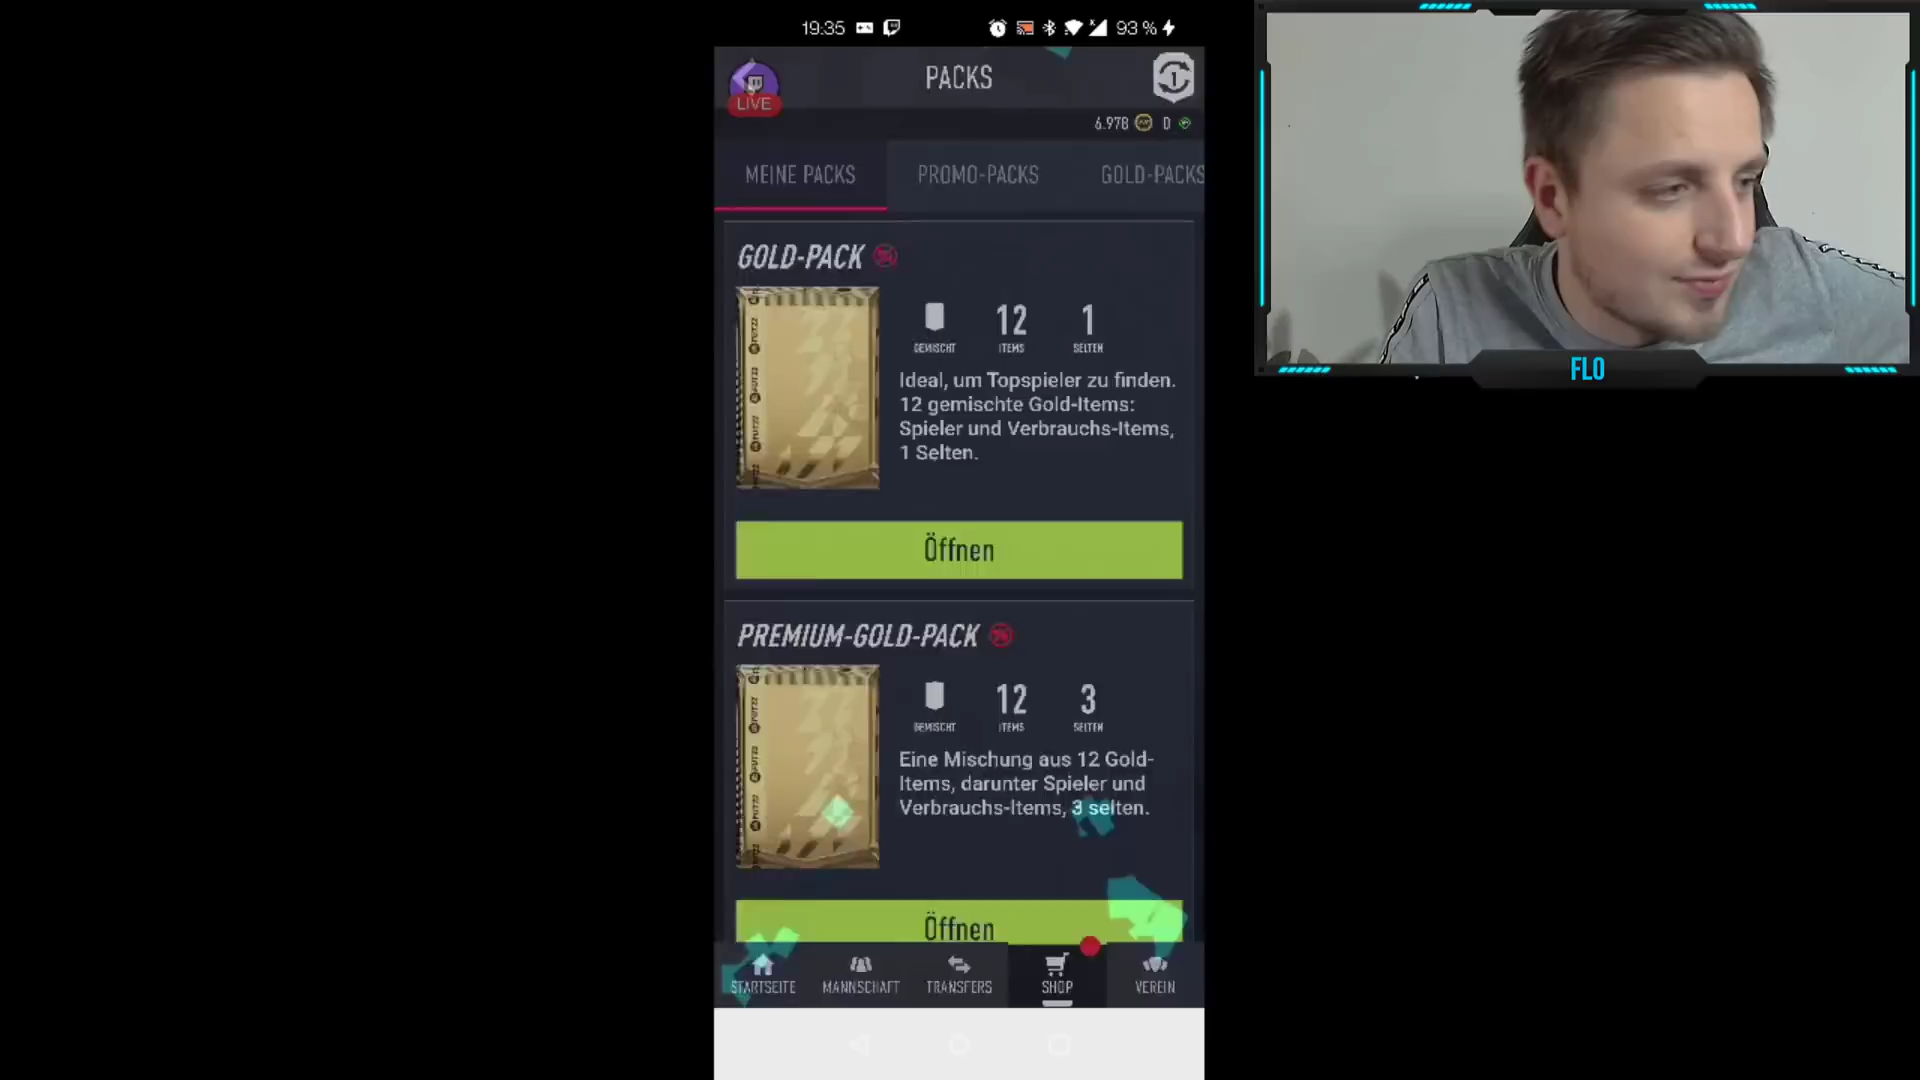 19:35
93 %
PACKS
1
LIVE
6.978 0
MEINE PACKS
PROMO-PACKS
GOLD-PACKS
GOLD-PACK
12
1
GEMISCHT
ITEMS
SELTEN
Ideal, um Topspieler zu finden.
12 gemischte Gold-Items:
Spieler und Verbrauchs-Items,
1 Selten.
Öffnen
PREMIUM-GOLD-PACK
12
3
GEMISCHT
ITEMS
SELTEN
Eine Mischung aus 12 Gold-
Items, darunter Spieler und
Verbrauchs-Items, 3 selten.
Öffnen
STARTSEITE
MANNSCHAFT
TRANSFERS
SHOP
VEREIN
FLO